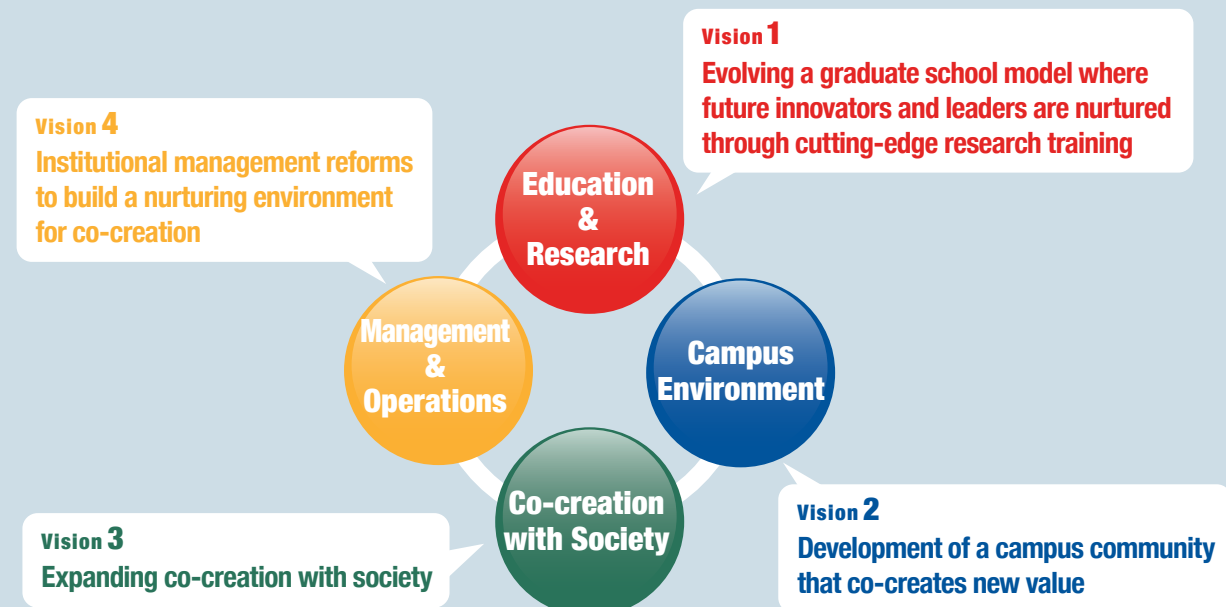 Vision 1
Evolving a graduate school model where
future innovators and leaders are nurtured
through cutting-edge research training
Vision 4
Institutional management reforms
to build a nurturing environment
for co-creation
Education
&
Research
Management
&
Operations
Campus
Environment
Co-creation
with Society
Vision 2
Development of a campus community
that co-creates new value
Vision 3
Expanding co-creation with society